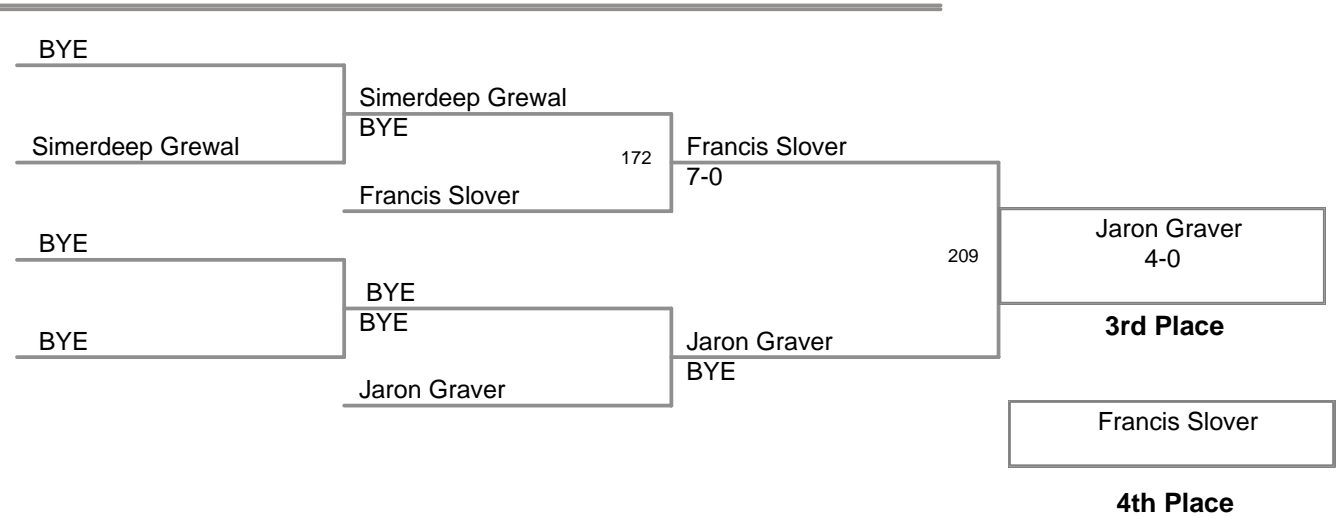 BYE
Simerdeep Grewal
BYE
Simerdeep Grewal
172
Francis Slover
7-0
Francis Slover
BYE
Jaron Graver
4-0
209
BYE
BYE
3rd Place
BYE
Jaron Graver
BYE
Jaron Graver
Francis Slover
4th Place